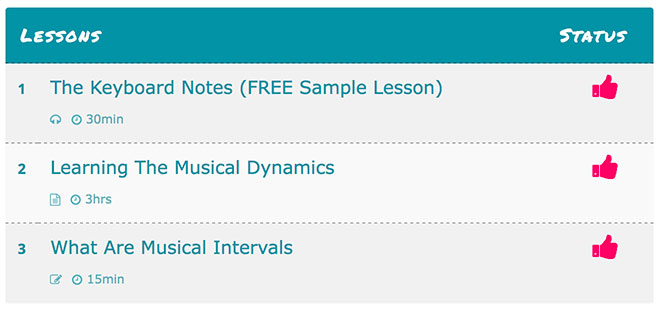 Lessons Status
1 The Keyboard Notes (FREE Sample Lesson)
30min
2 Learning The Musical Dynamics
3hrs
3 What Are Musical Intervals
15min